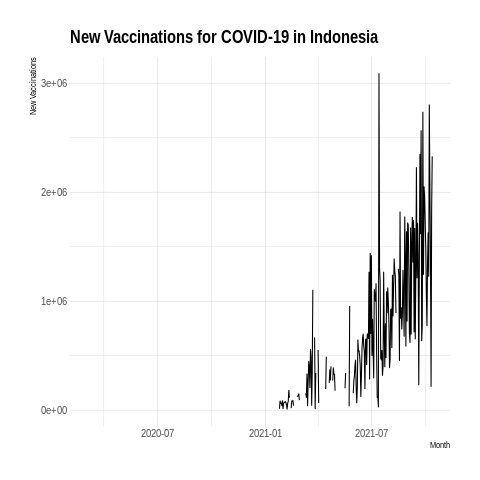 New Vaccinations for COVID-19 in Indonesia
New Vaccinations
3e+06
2e+06
1e+06
0e+00
2020-07
2021-01
2021-07
Month